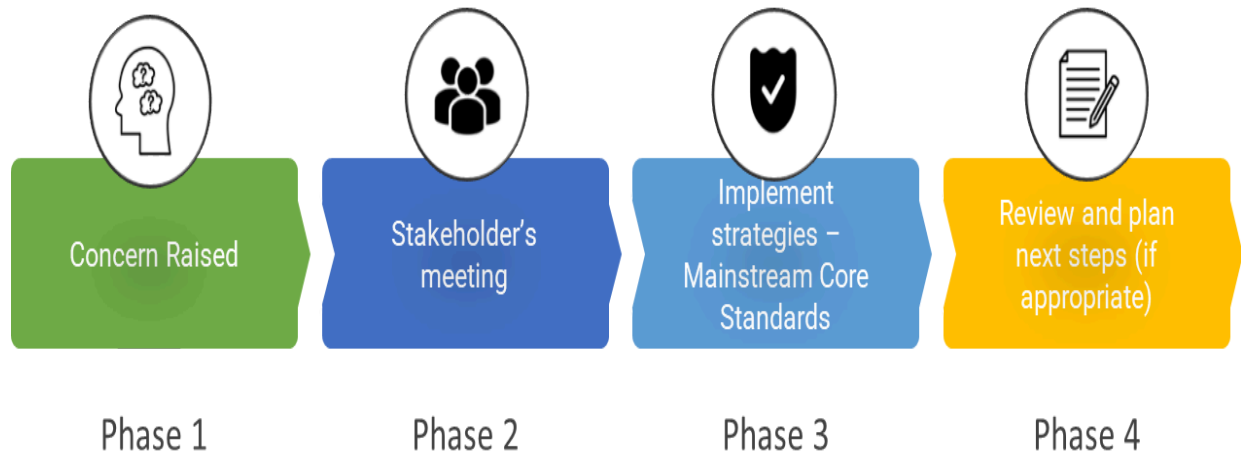 Concern Raised
Stakeholder’s
meeting
Implement
strategies –
Mainstream Core
Standards
Review and plan
next steps (if
appropriate)
Phase 1
Phase 2
Phase 3
Phase 4